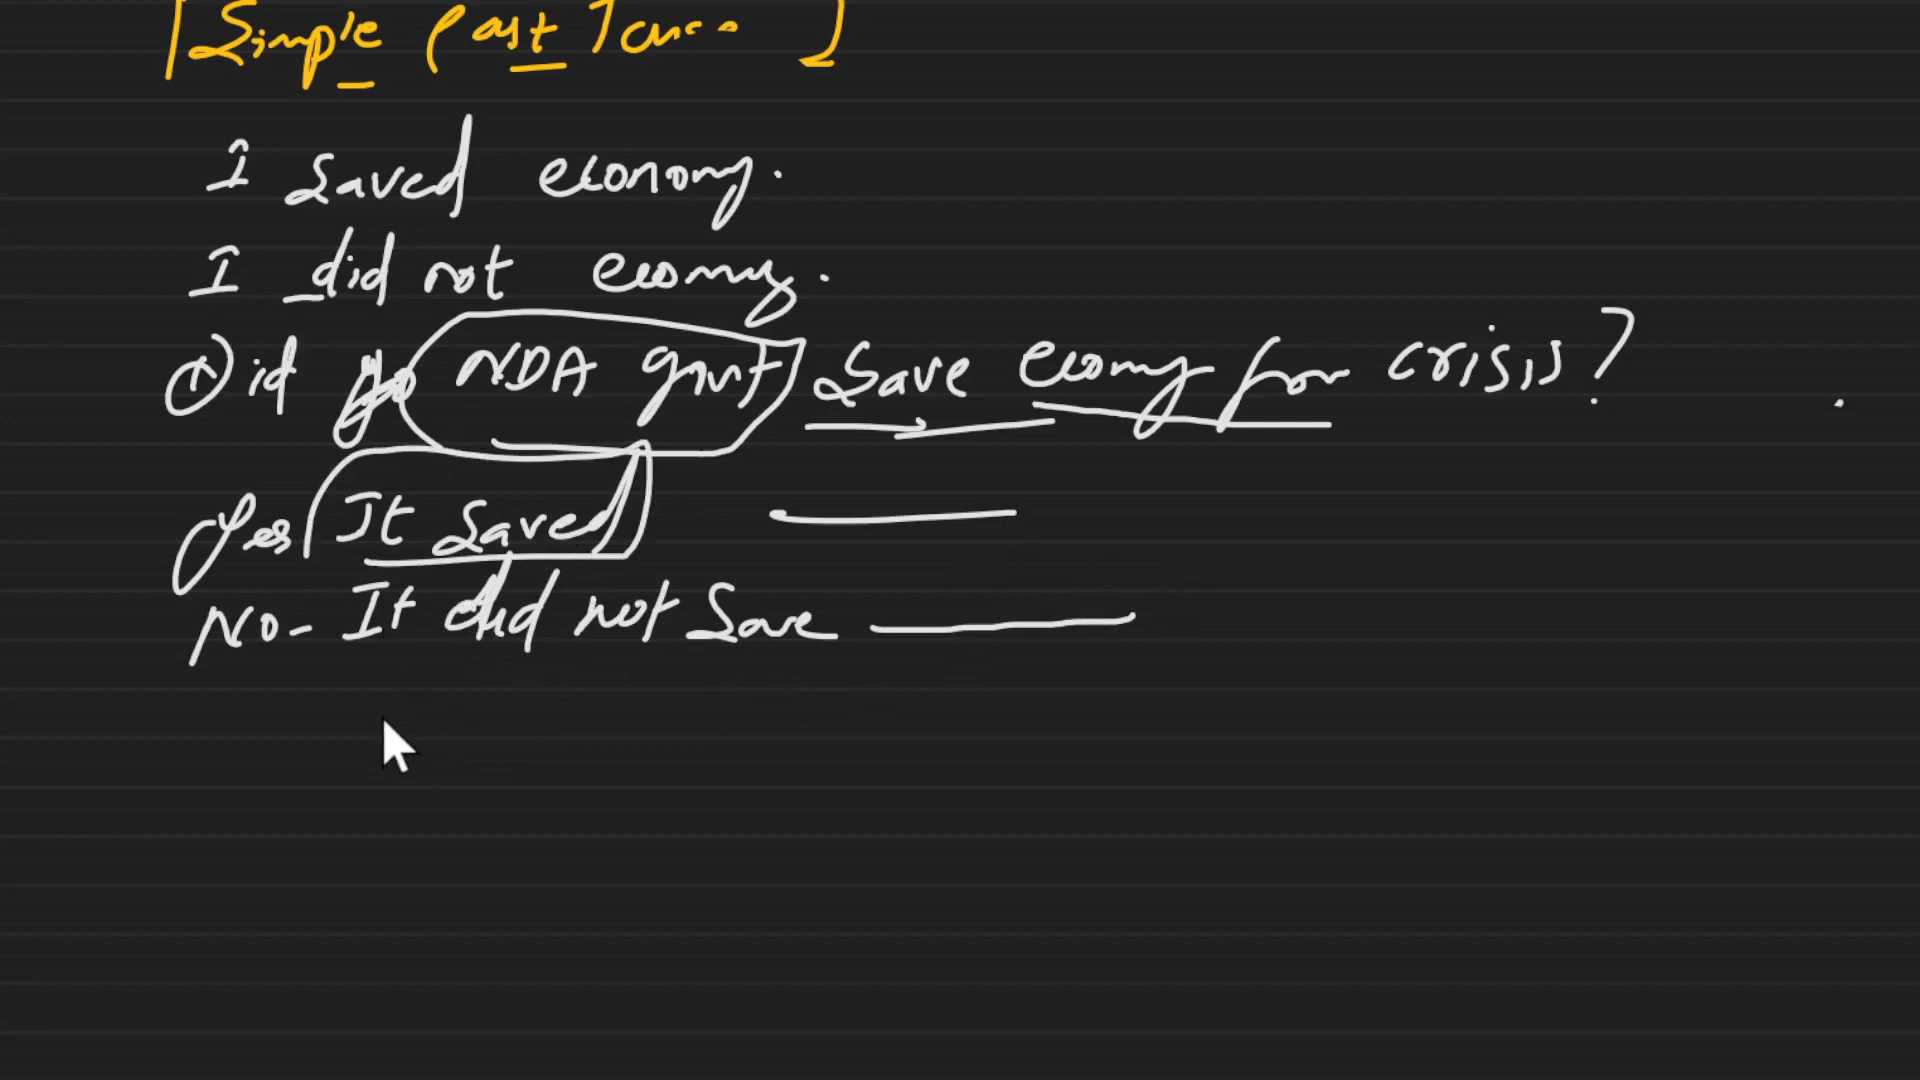 [Simple Past Tense]
I saved economy.
I did not economy.
Did NDA govt save economy for crisis?
Yes It saved
No- It did not save